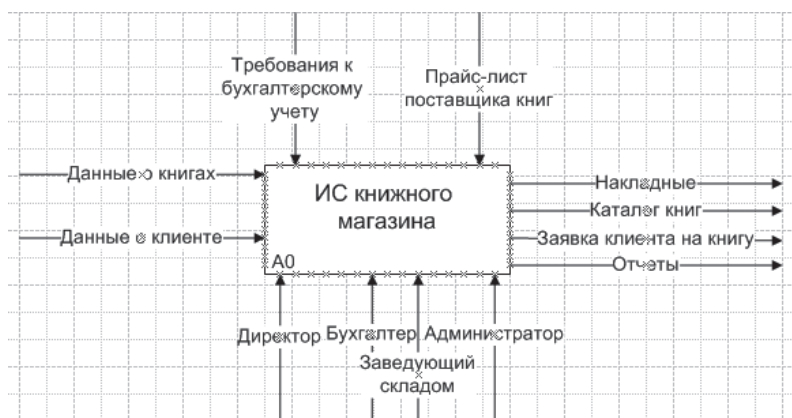 Требования к
бухгалтерскому
учету
Прайс-лист
поставщика книг
Данные о книгах
Данные о клиенте
ИС книжного
магазина
A0
Накладные
Каталог книг
Заявка клиента на книгу
Отчеты
Директор
Бухгалтер
Администратор
Заведующий
складом